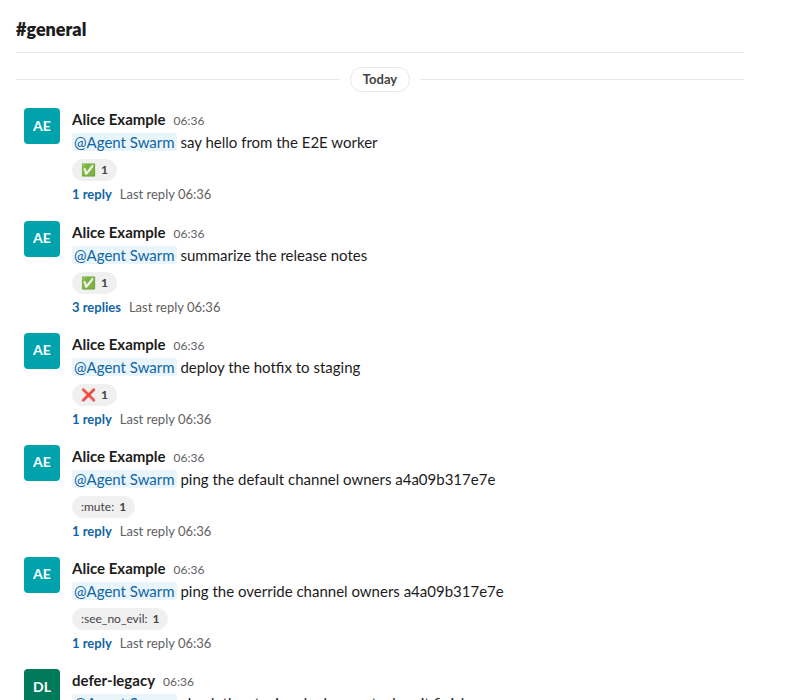 #general
Today
AE
Alice Example 06:36
@Agent Swarm say hello from the E2E worker
✅ 1
1 reply Last reply 06:36
AE
Alice Example 06:36
@Agent Swarm summarize the release notes
✅ 1
3 replies Last reply 06:36
AE
Alice Example 06:36
@Agent Swarm deploy the hotfix to staging
❌ 1
1 reply Last reply 06:36
AE
Alice Example 06:36
@Agent Swarm ping the default channel owners a4a09b317e7e
:mute: 1
1 reply Last reply 06:36
AE
Alice Example 06:36
@Agent Swarm ping the override channel owners a4a09b317e7e
:see_no_evil: 1
1 reply Last reply 06:36
DL
defer-legacy 06:36
@Agent Swarm